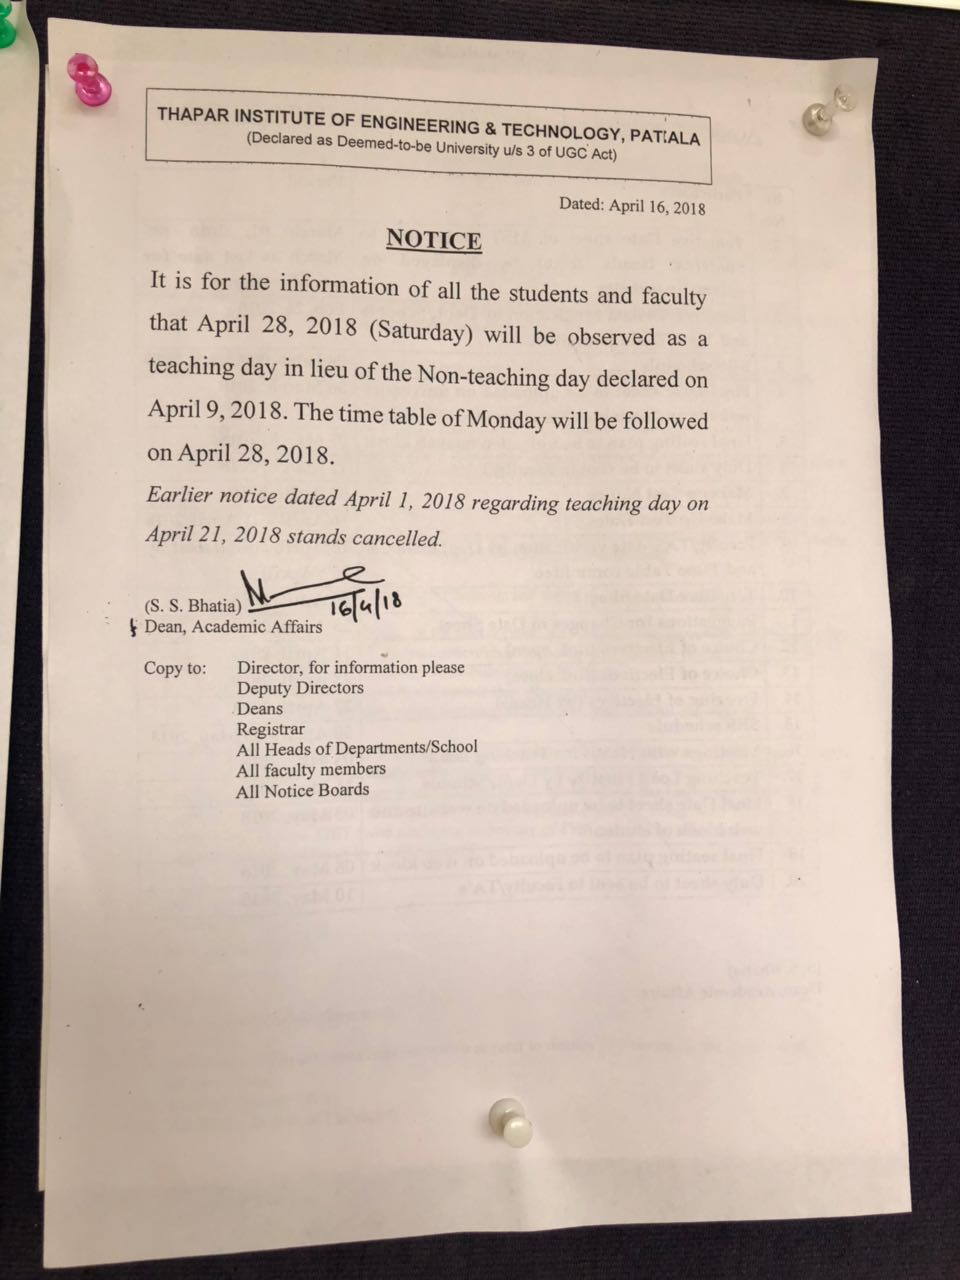 THAPAR INSTITUTE OF ENGINEERING & TECHNOLOGY, PATIALA
(Declared as Deemed-to-be University u/s 3 of UGC Act)
Dated: April 16, 2018
NOTICE
It is for the information of all the students and faculty
that April 28, 2018 (Saturday) will be observed as a
teaching day in lieu of the Non-teaching day declared on
April 9, 2018. The time table of Monday will be followed
on April 28, 2018.
Earlier notice dated April 1, 2018 regarding teaching day on
April 21, 2018 stands cancelled.
(S. S. Bhatia) 16/4/18
Dean, Academic Affairs
Copy to: Director, for information please
Deputy Directors
Deans
Registrar
All Heads of Departments/School
All faculty members
All Notice Boards